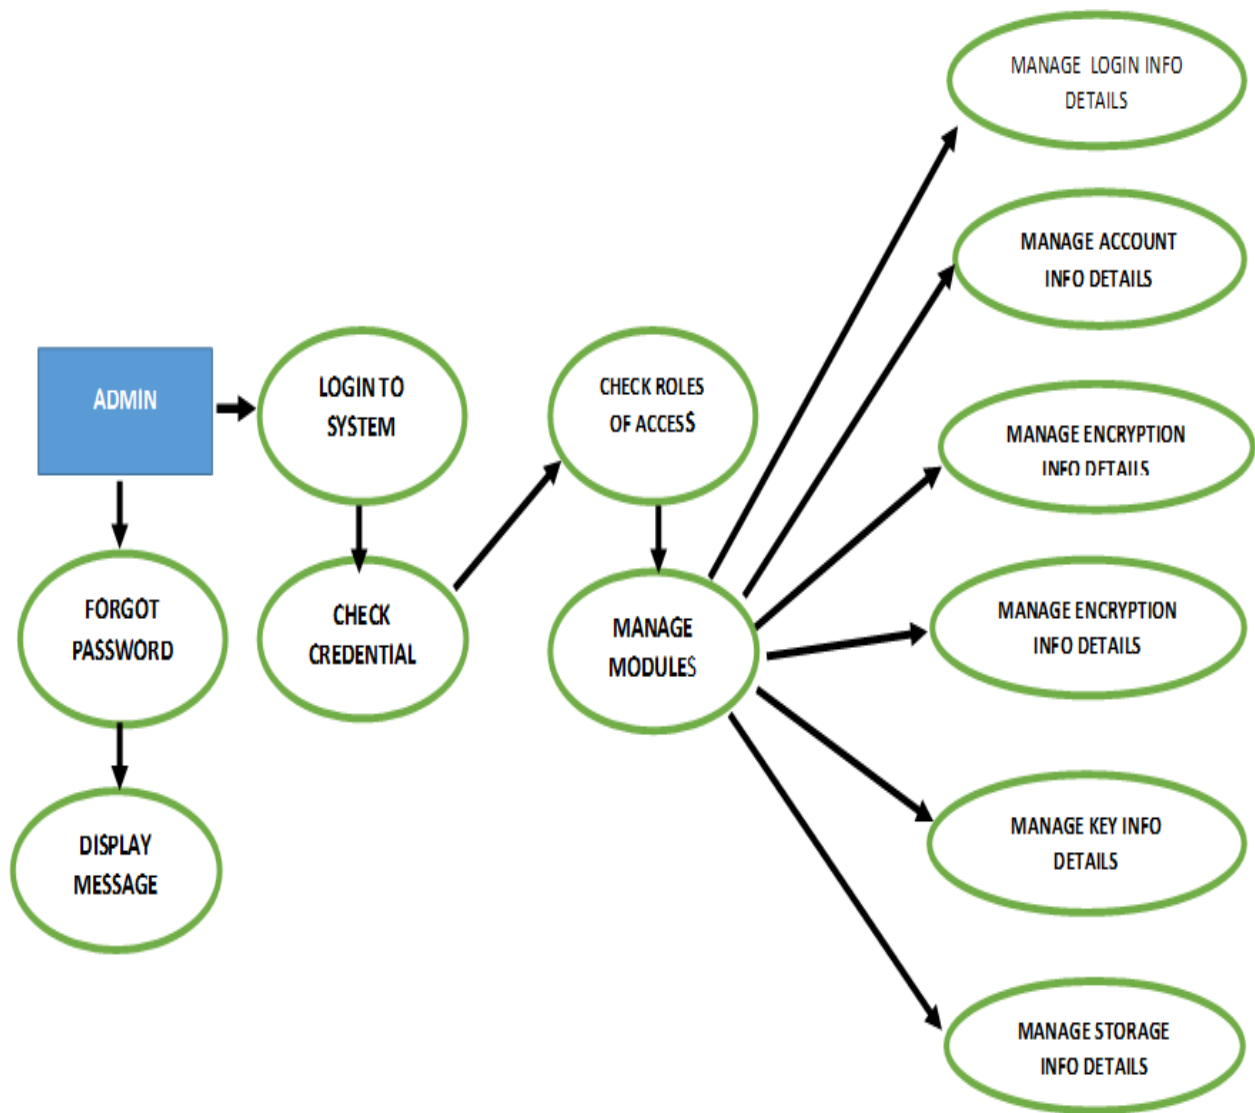 MANAGE LOGIN INFO
DETAILS
MANAGE ACCOUNT
INFO DETAILS
ADMIN
LOGIN TO
SYSTEM
CHECK ROLES
OF ACCESS
MANAGE ENCRYPTION
INFO DETAILS
FORGOT
PASSWORD
CHECK
CREDENTIAL
MANAGE
MODULES
MANAGE ENCRYPTION
INFO DETAILS
DISPLAY
MESSAGE
MANAGE KEY INFO
DETAILS
MANAGE STORAGE
INFO DETAILS